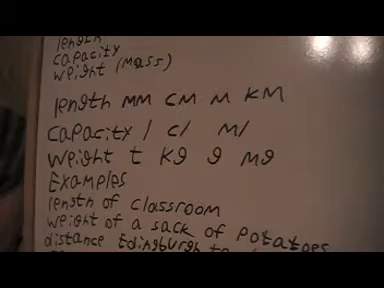 length
capacity
weight (mass)
length mm cm m km
capacity l cl ml
weight t kg g mg
Examples
length of classroom
weight of a sack of potatoes
distance Edingburgh to